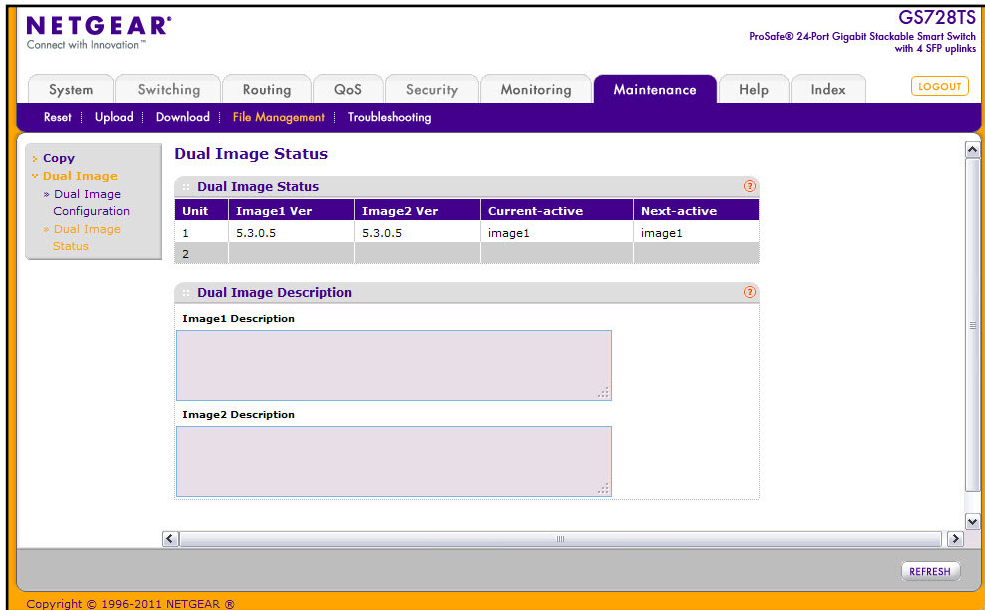 NETGEAR®
Connect with Innovation™
GS728TS
ProSafe® 24-Port Gigabit Stackable Smart Switch
with 4 SFP uplinks
System Switching Routing QoS Security Monitoring Maintenance Help Index LOGOUT
Reset Upload Download File Management Troubleshooting
Copy
Dual Image
» Dual Image
Configuration
» Dual Image
Status
Dual Image Status
Dual Image Status ?
Unit Image1 Ver Image2 Ver Current-active Next-active
1 5.3.0.5 5.3.0.5 image1 image1
2
Dual Image Description ?
Image1 Description
Image2 Description
REFRESH
Copyright © 1996-2011 NETGEAR ®